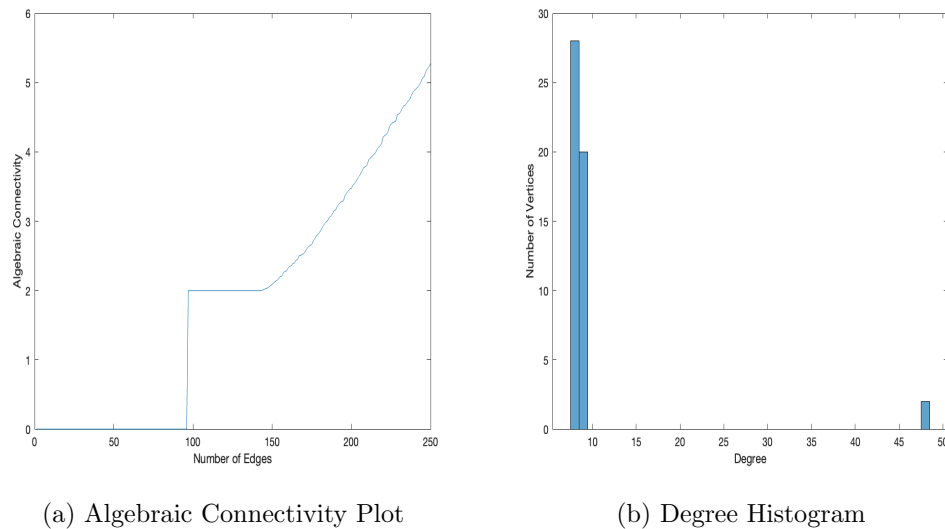 6
5
4
3
2
1
0
Algebraic Connectivity
0 50 100 150 200 250
Number of Edges
(a) Algebraic Connectivity Plot
30
25
20
15
10
5
0
Number of Vertices
10 15 20 25 30 35 40 45 50
Degree
(b) Degree Histogram